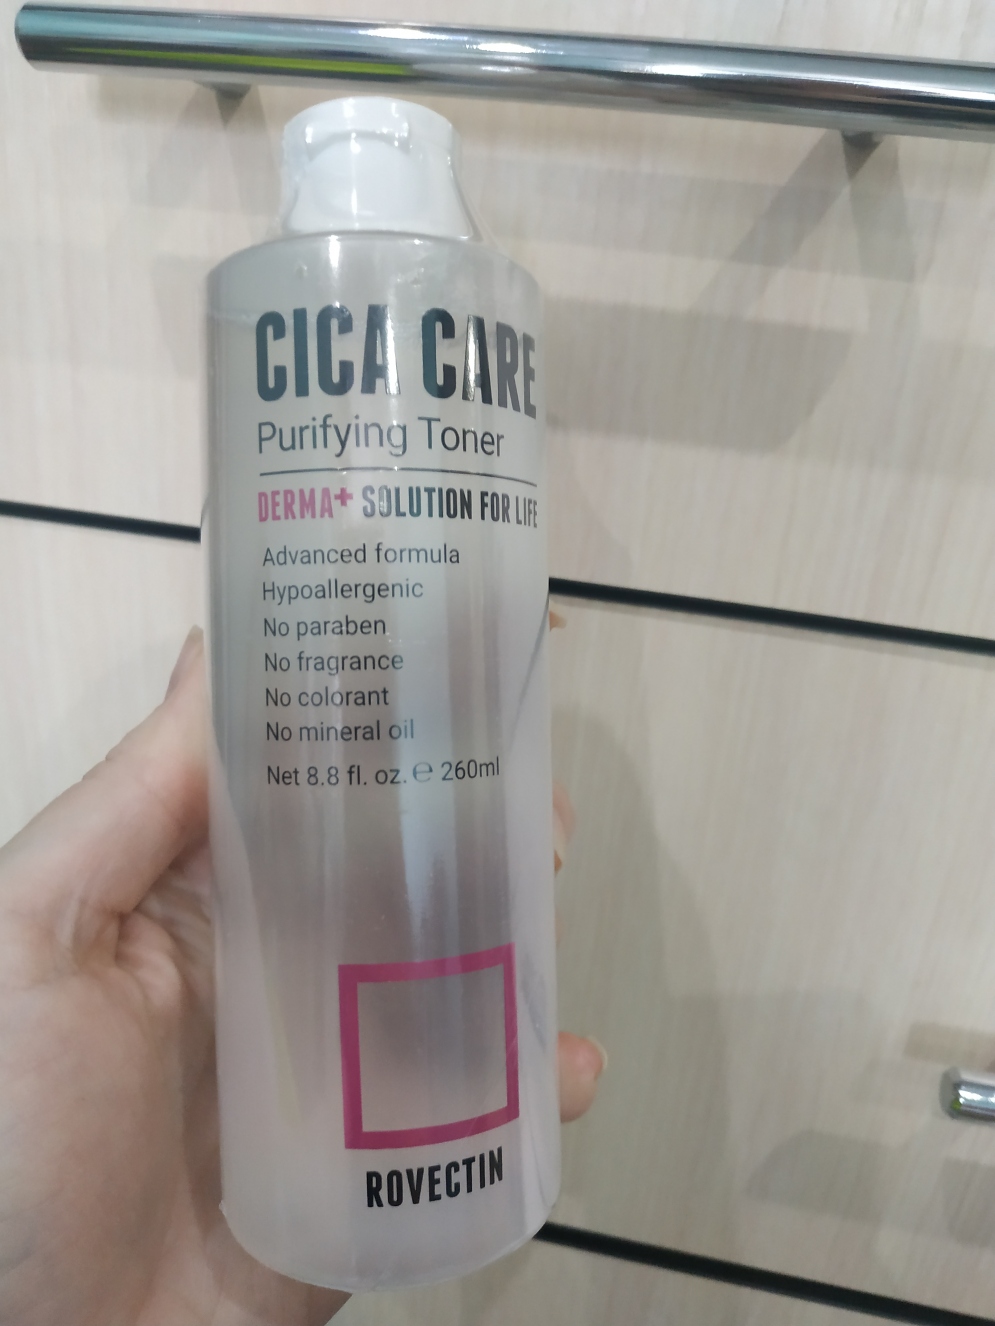 CICA CARE
Purifying Toner
DERMA+ SOLUTION FOR LIFE
Advanced formula
Hypoallergenic
No paraben
No fragrance
No colorant
No mineral oil
Net 8.8 fl. oz. ℮ 260ml
ROVECTIN